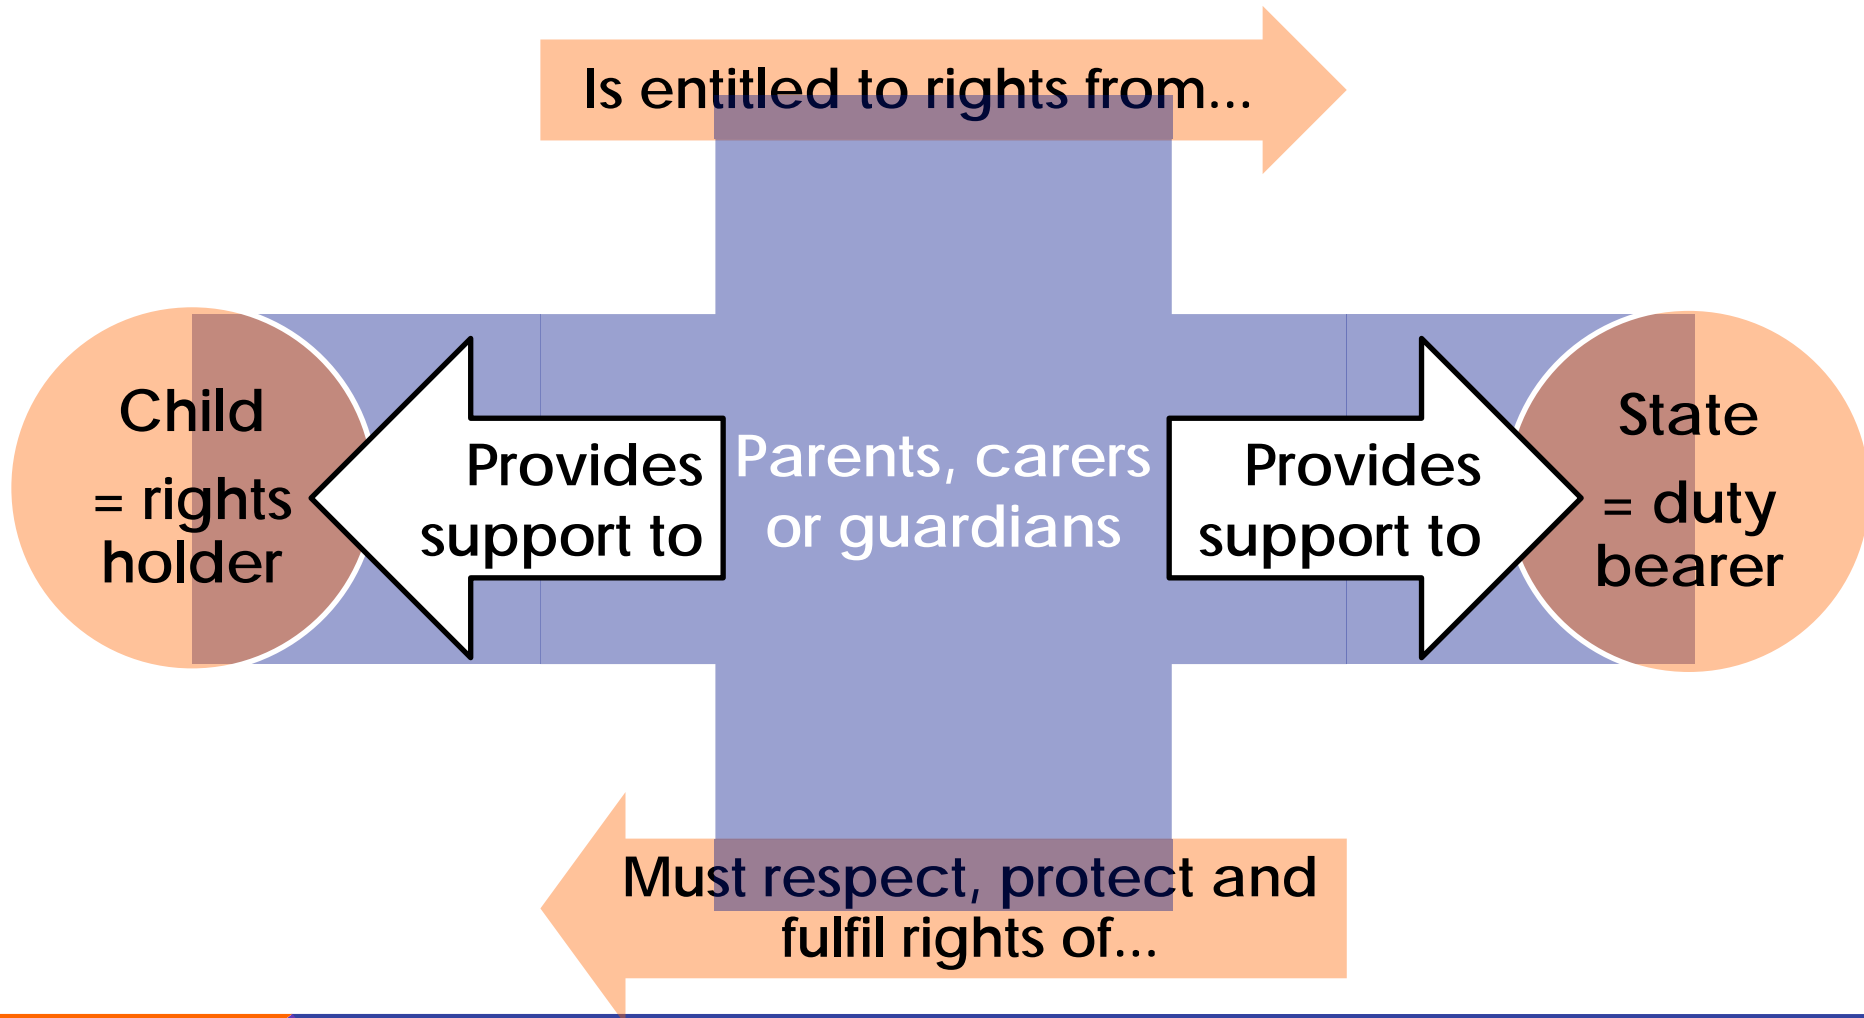 Is entitled to rights from...
Child
= rights
holder
Provides
support to
Parents, carers
or guardians
Provides
support to
State
= duty
bearer
Must respect, protect and
fulfil rights of...